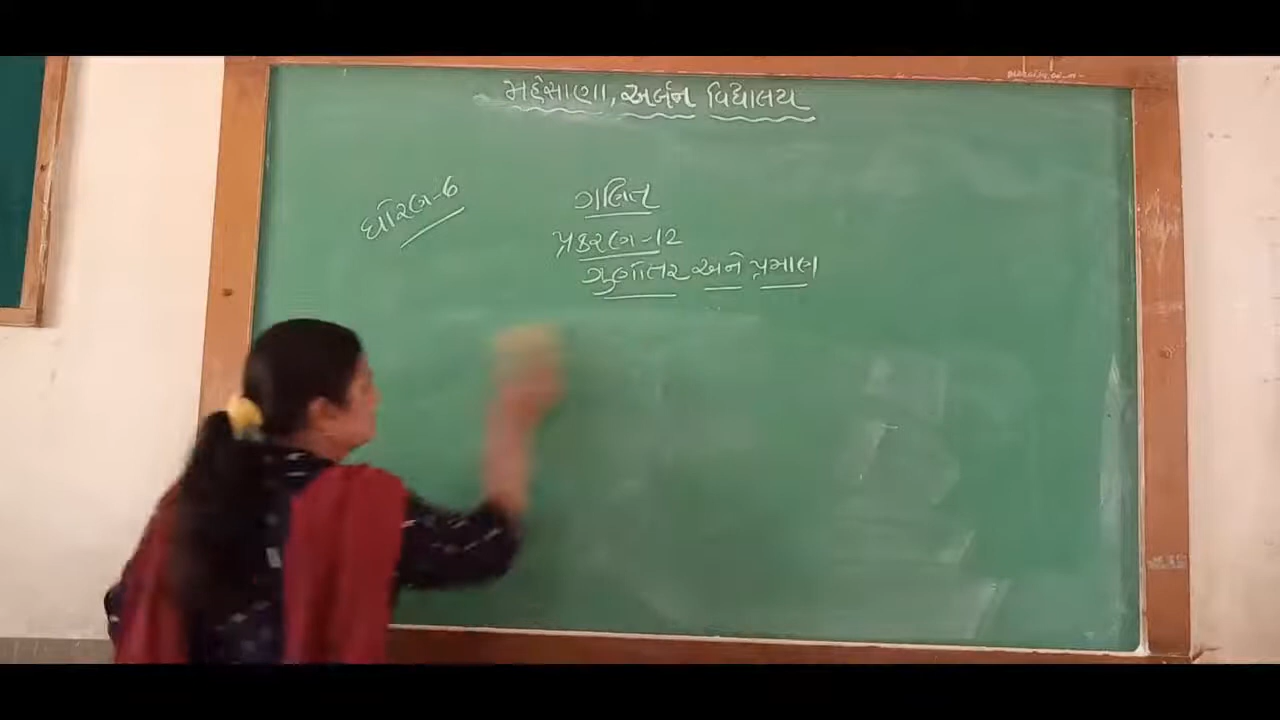 મહેસાણા, અર્બન વિદ્યાલય
ધોરણ-6
ગણિત
પ્રકરણ-12
ગુણોત્તર અને પ્રમાણ